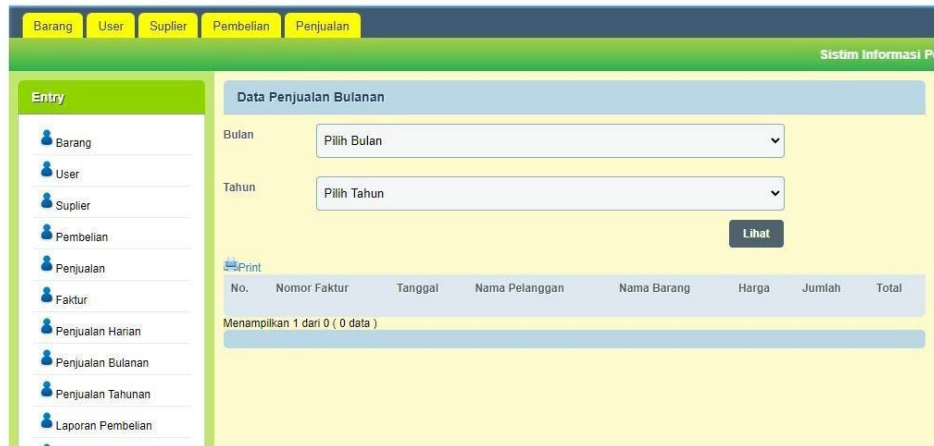 Barang User Suplier Pembelian Penjualan
Sistim Informasi
Entry
Barang
User
Suplier
Pembelian
Penjualan
Faktur
Penjualan Harian
Penjualan Bulanan
Penjualan Tahunan
Laporan Pembelian
Data Penjualan Bulanan
Bulan Pilih Bulan
Tahun Pilih Tahun
Lihat
Print
No. Nomor Faktur Tanggal Nama Pelanggan Nama Barang Harga Jumlah Total
Menampilkan 1 dari 0 ( 0 data )